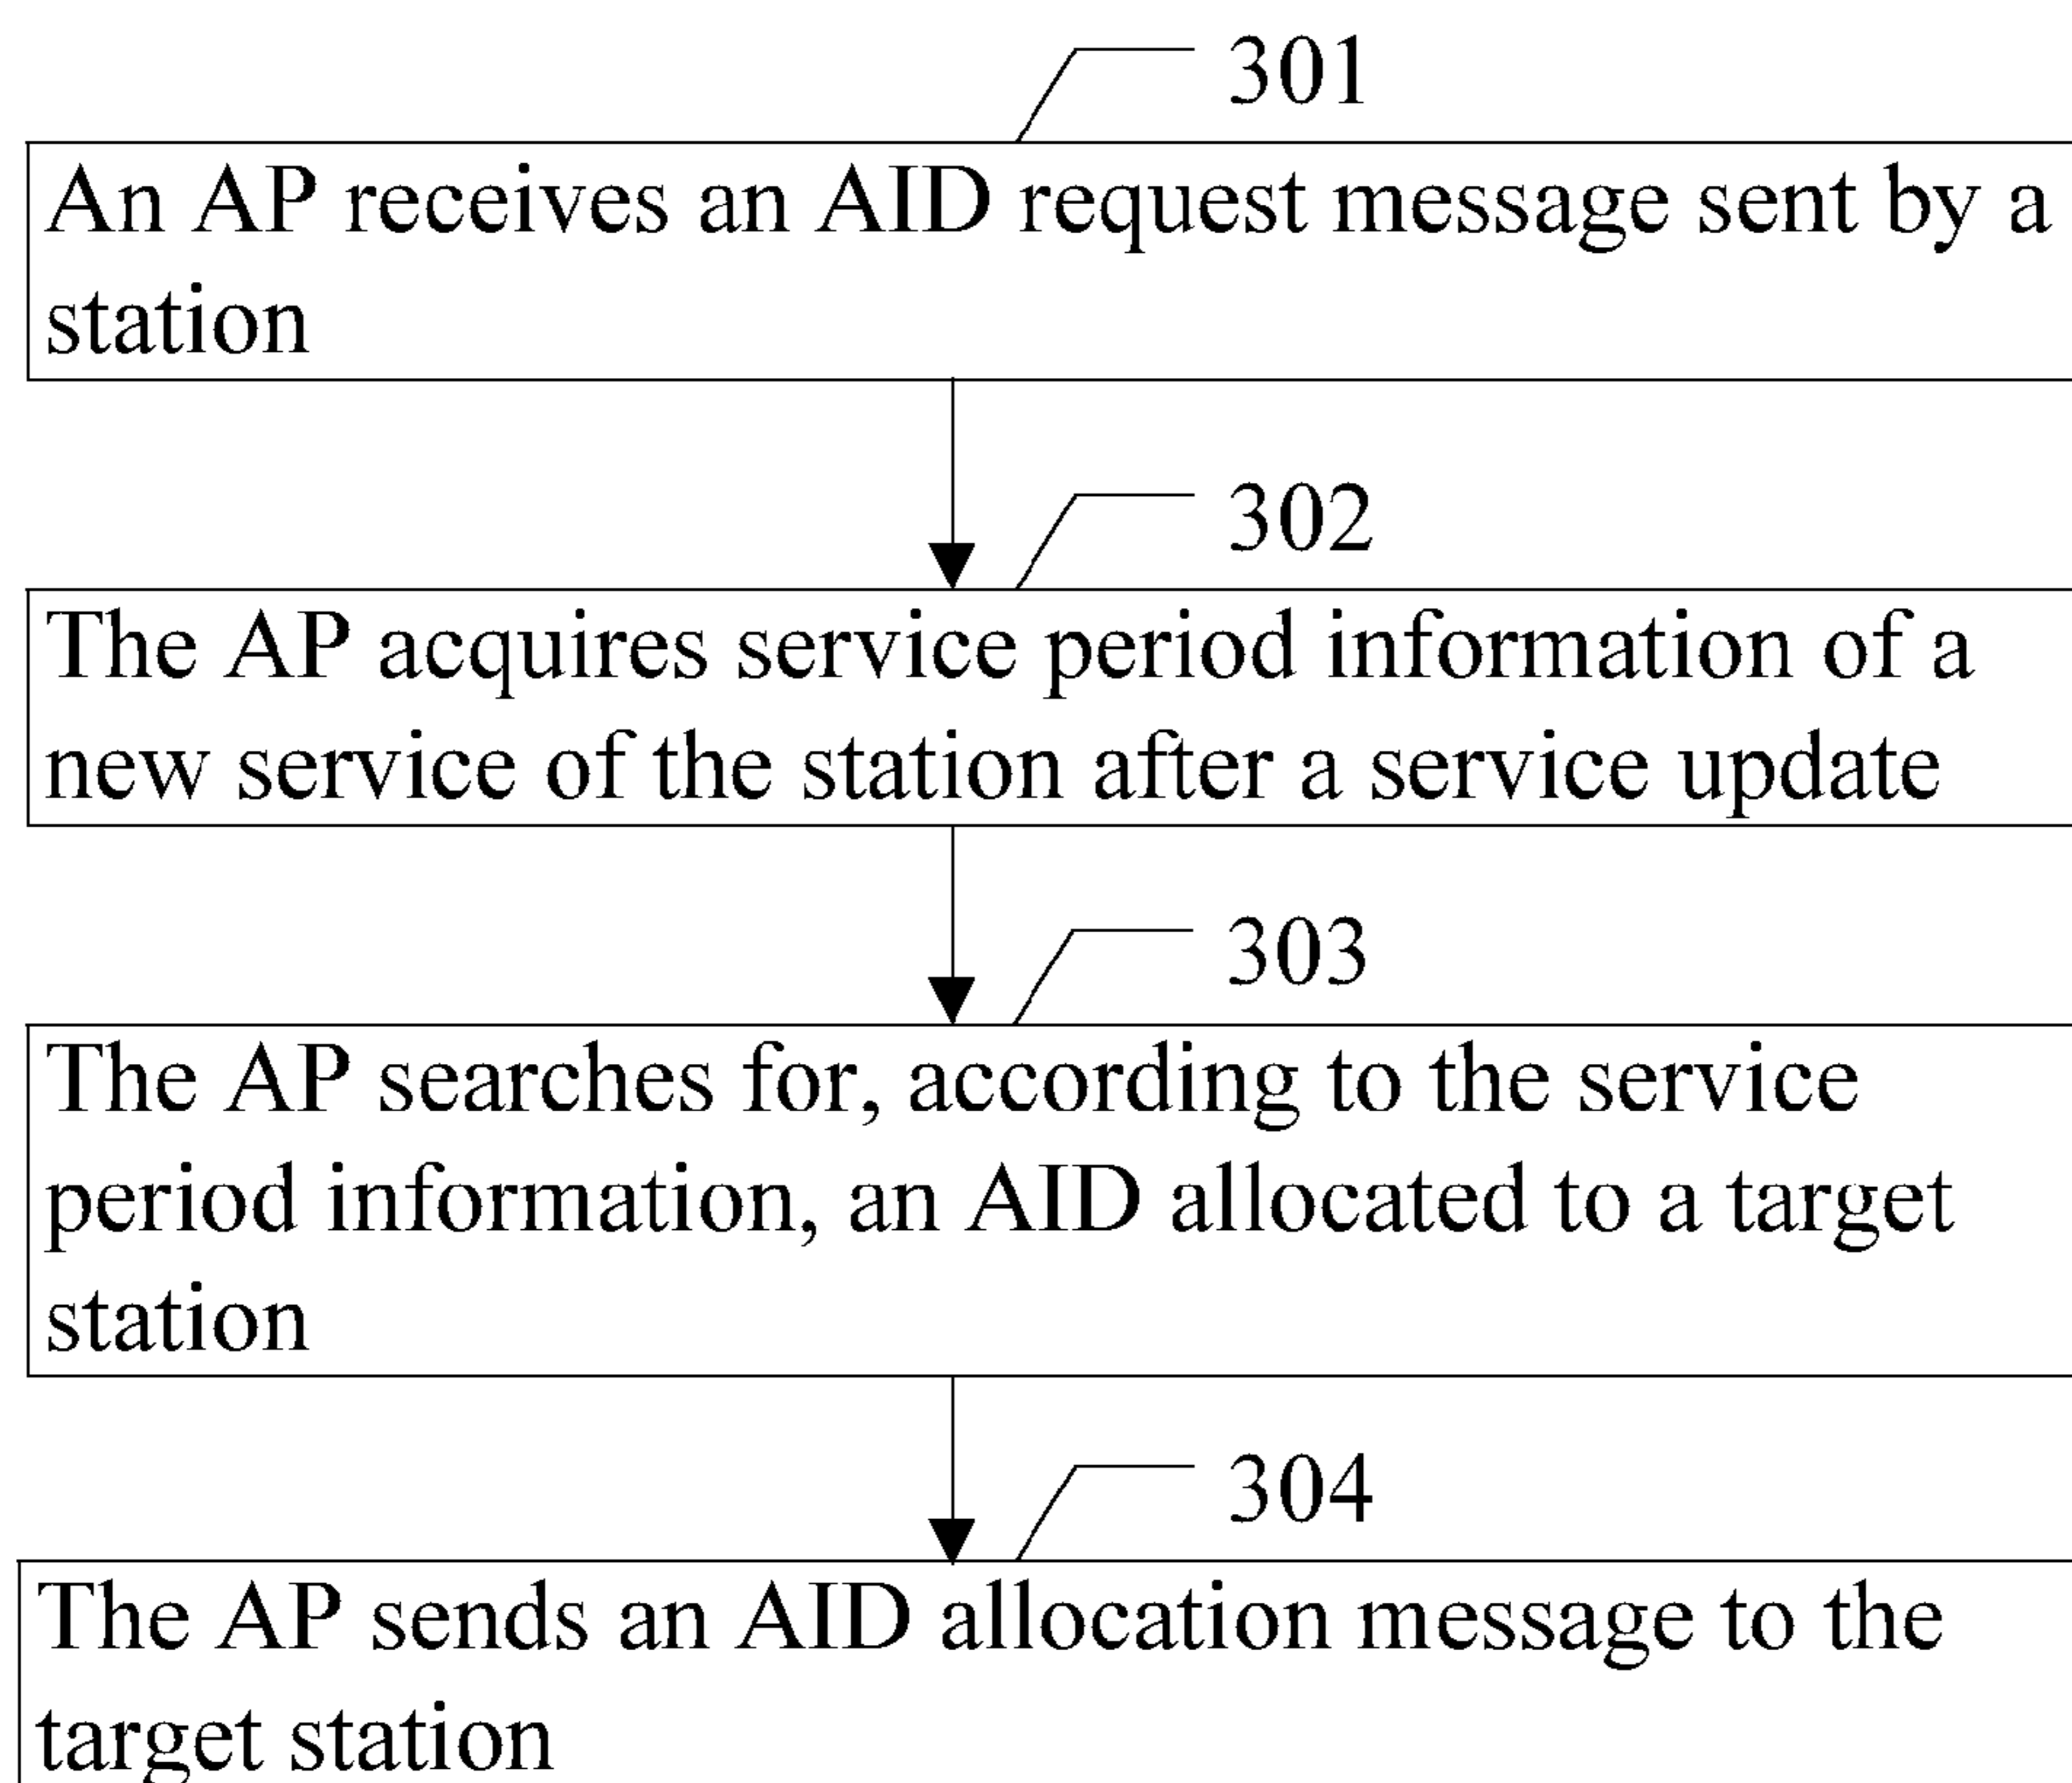 301
An AP receives an AID request message sent by a
station
302
The AP acquires service period information of a
new service of the station after a service update
303
The AP searches for, according to the service
period information, an AID allocated to a target
station
304
The AP sends an AID allocation message to the
target station